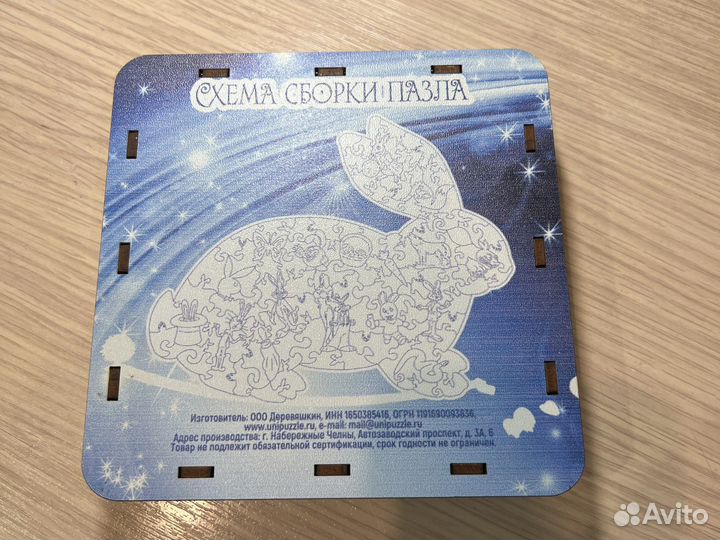 Схема сборки пазла
Изготовитель: ООО Деревяшкин, ИНН 1650385416, ОГРН 1191690093836,
www.unipuzzle.ru, e-mail: mail@unipuzzle.ru
Адрес производства: г. Набережные Челны, Автозаводский проспект, д. 3А, 6
Товар не подлежит обязательной сертификации, срок годности не ограничен.
Avito